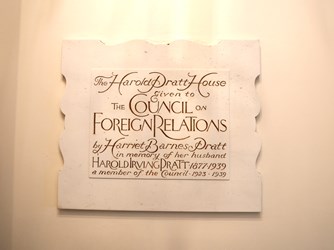 The Harold Pratt House
given to
THE COUNCIL ON
FOREIGN RELATIONS
by Harriet Barnes Pratt
in memory of her husband
HAROLD IRVING PRATT 1877-1939
a member of the Council · 1923-1939